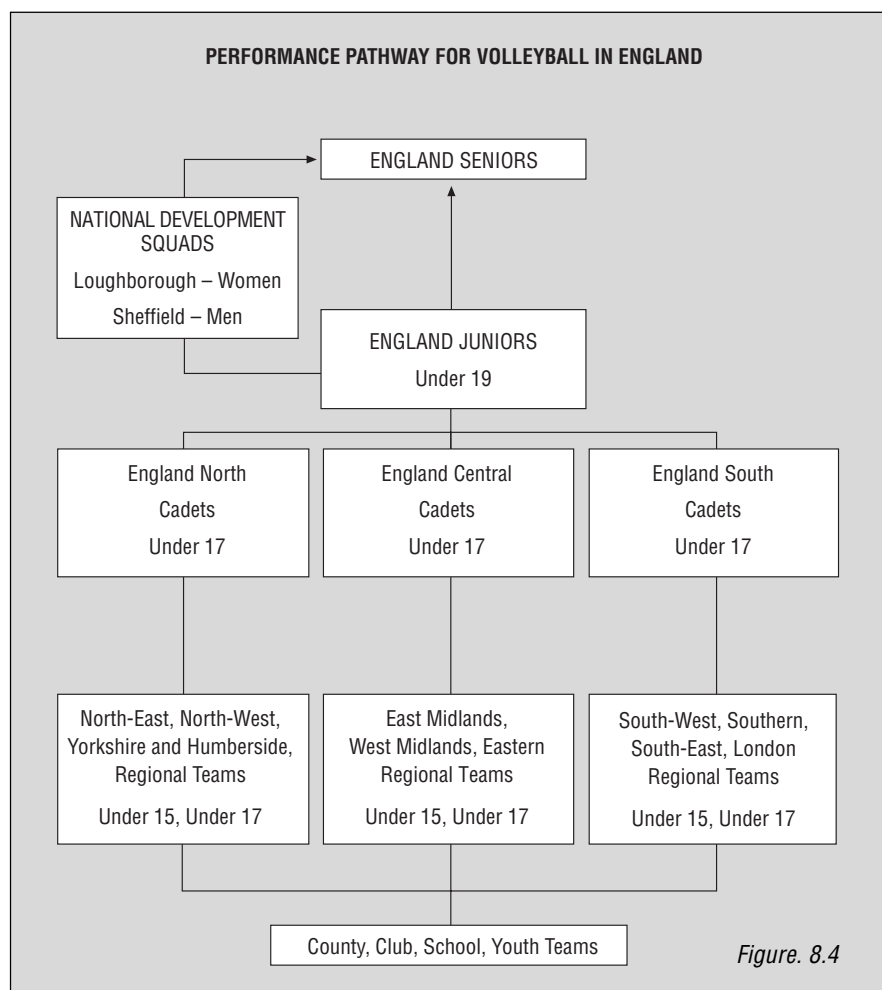 PERFORMANCE PATHWAY FOR VOLLEYBALL IN ENGLAND
ENGLAND SENIORS
NATIONAL DEVELOPMENT
SQUADS
Loughborough – Women
Sheffield – Men
ENGLAND JUNIORS
Under 19
England North
Cadets
Under 17
England Central
Cadets
Under 17
England South
Cadets
Under 17
North-East, North-West,
Yorkshire and Humberside,
Regional Teams
Under 15, Under 17
East Midlands,
West Midlands, Eastern
Regional Teams
Under 15, Under 17
South-West, Southern,
South-East, London
Regional Teams
Under 15, Under 17
County, Club, School, Youth Teams
Figure. 8.4